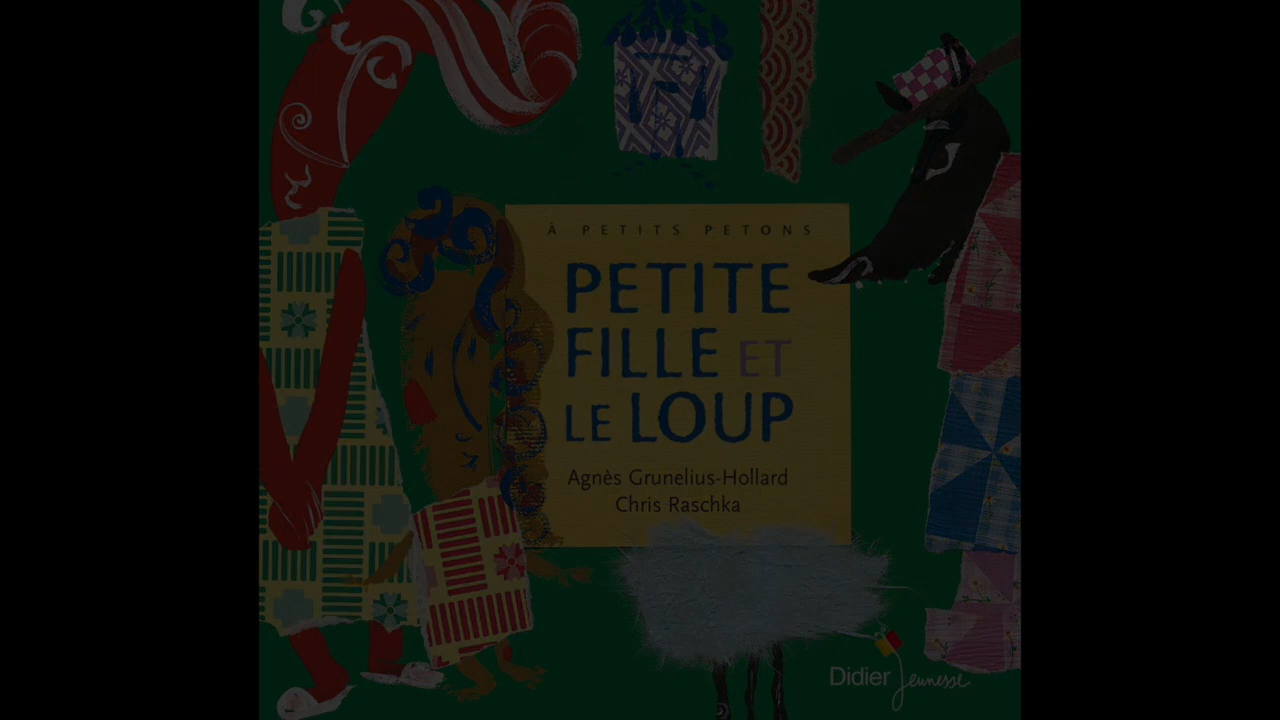 À PETITS PETONS
PETITE
FILLE ET
LE LOUP
Agnès Grunelius-Hollard
Chris Raschka
Didier Jeunesse